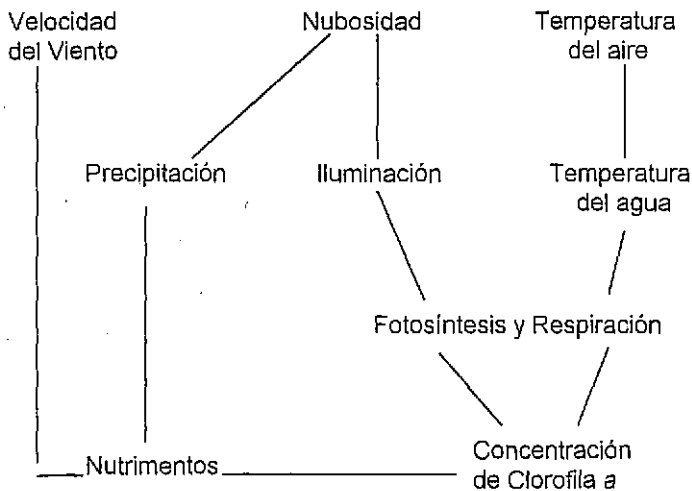 Velocidad
del Viento
Nubosidad
Temperatura
del aire
Precipitación
Iluminación
Temperatura
del agua
Fotosíntesis y Respiración
Nutrimentos
Concentración
de Clorofila a